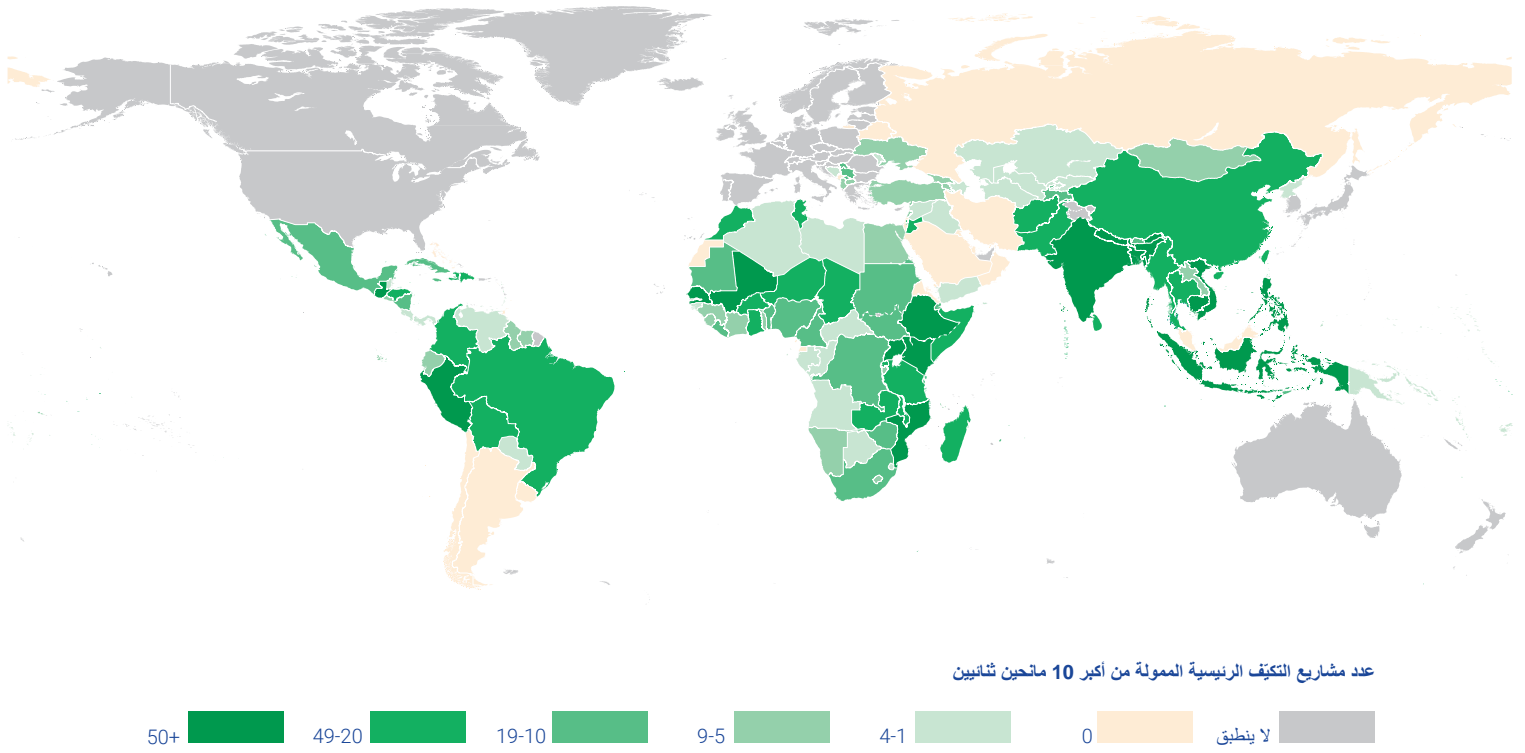 عدد مشاريع التكيّف الرئيسية الممولة من أكبر 10 مانحين ثنائيين
لا ينطبق 0 4-1 9-5 19-10 49-20 50+